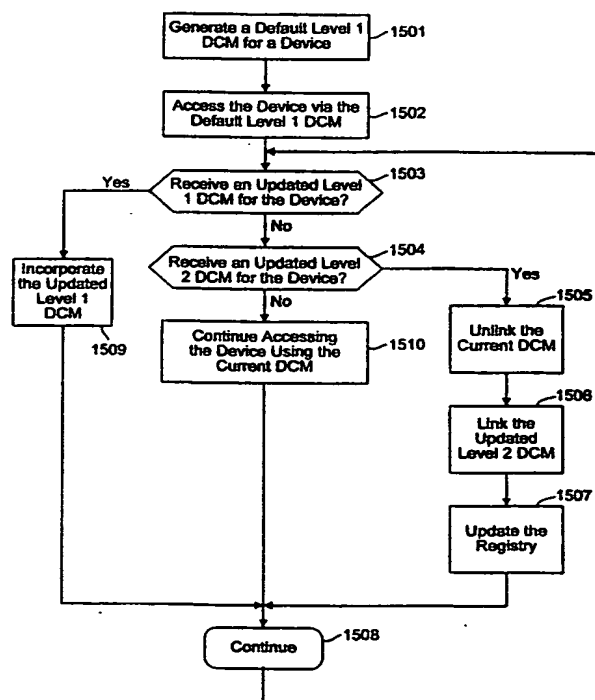 Generate a Default Level 1
DCM for a Device
1501
Access the Device via the
Default Level 1 DCM
1502
Receive an Updated Level
1 DCM for the Device?
1503
Yes
No
Receive an Updated Level
2 DCM for the Device?
1504
Yes
No
Incorporate
the Updated
Level 1
DCM
1509
Continue Accessing
the Device Using the
Current DCM
1510
Unlink the
Current DCM
1505
Link the
Updated
Level 2 DCM
1506
Update the
Registry
1507
Continue
1508